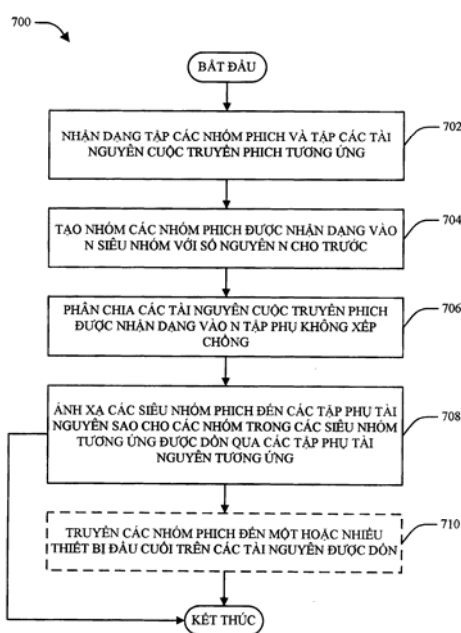 700
BẮT ĐẦU
NHẬN DẠNG TẬP CÁC NHÓM PHICH VÀ TẬP CÁC TÀI
NGUYÊN CUỘC TRUYỀN PHICH TƯƠNG ỨNG
702
TẠO NHÓM CÁC NHÓM PHICH ĐƯỢC NHẬN DẠNG VÀO
N SIÊU NHÓM VỚI SỐ NGUYÊN N CHO TRƯỚC
704
PHÂN CHIA CÁC TÀI NGUYÊN CUỘC TRUYỀN PHICH
ĐƯỢC NHẬN DẠNG VÀO N TẬP PHỤ KHÔNG XẾP
CHỒNG
706
ÁNH XẠ CÁC SIÊU NHÓM PHICH ĐẾN CÁC TẬP PHỤ TÀI
NGUYÊN SAO CHO CÁC NHÓM TRONG CÁC SIÊU NHÓM
TƯƠNG ỨNG ĐƯỢC DỒN QUA CÁC TẬP PHỤ TÀI
NGUYÊN TƯƠNG ỨNG
708
TRUYỀN CÁC NHÓM PHICH ĐẾN MỘT HOẶC NHIỀU
THIẾT BỊ ĐẦU CUỐI TRÊN CÁC TÀI NGUYÊN ĐƯỢC DỒN
710
KẾT THÚC